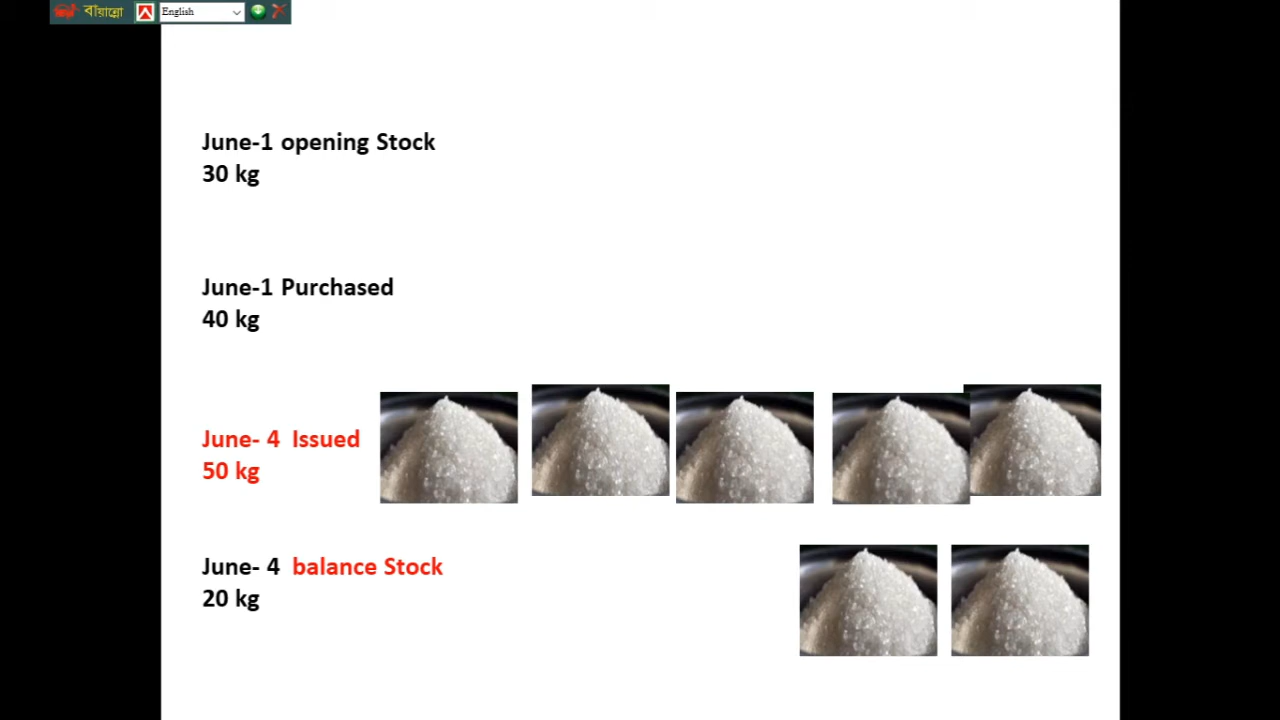 বায়ান্নো
English
June-1 opening Stock
30 kg
June-1 Purchased
40 kg
June- 4 Issued
50 kg
June- 4 balance Stock
20 kg